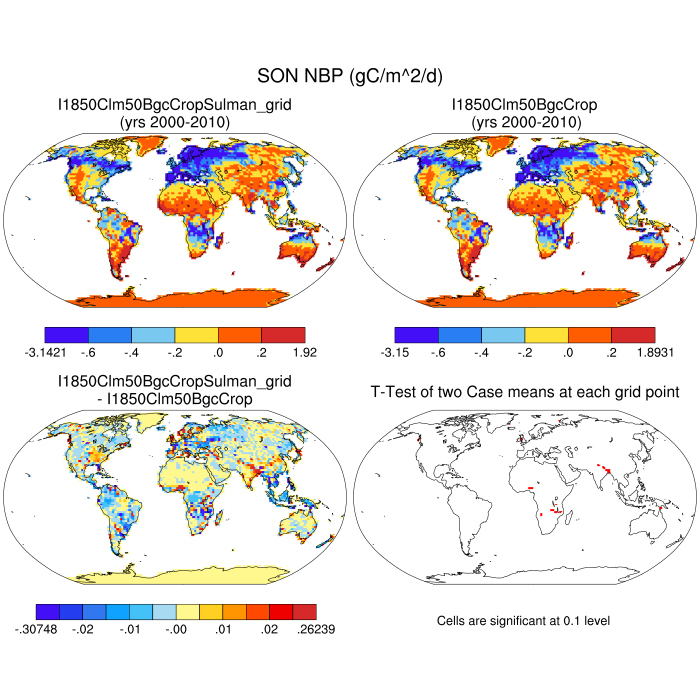 SON NBP (gC/m^2/d)
I1850Clm50BgcCropSulman_grid
(yrs 2000-2010)
I1850Clm50BgcCrop
(yrs 2000-2010)
-3.1421 -.6 -.4 -.2 .0 .2 1.92
-3.15 -.6 -.4 -.2 .0 .2 1.8931
I1850Clm50BgcCropSulman_grid
- I1850Clm50BgcCrop
T-Test of two Case means at each grid point
-.30748 -.02 -.01 -.00 .01 .02 .26239
Cells are significant at 0.1 level